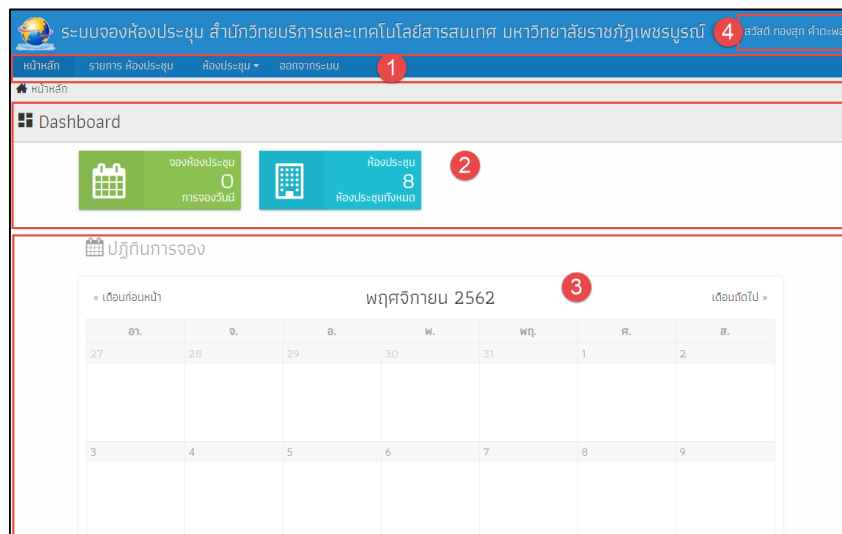 ระบบจองห้องประชุม สำนักวิทยบริการและเทคโนโลยีสารสนเทศ มหาวิทยาลัยราชภัฏเพชรบูรณ์ 4 สวัสดี ทองสุก คำตะพล
หน้าหลัก รายการ ห้องประชุม ห้องประชุม ออกจากระบบ 1
หน้าหลัก
Dashboard
จองห้องประชุม
0
การจองวันนี้
ห้องประชุม
8
ห้องประชุมทั้งหมด
2
ปฏิทินการจอง
« เดือนก่อนหน้า พฤศจิกายน 2562 3 เดือนถัดไป »
อา. จ. อ. พ. พฤ. ศ. ส.
27 28 29 30 31 1 2
3 4 5 6 7 8 9